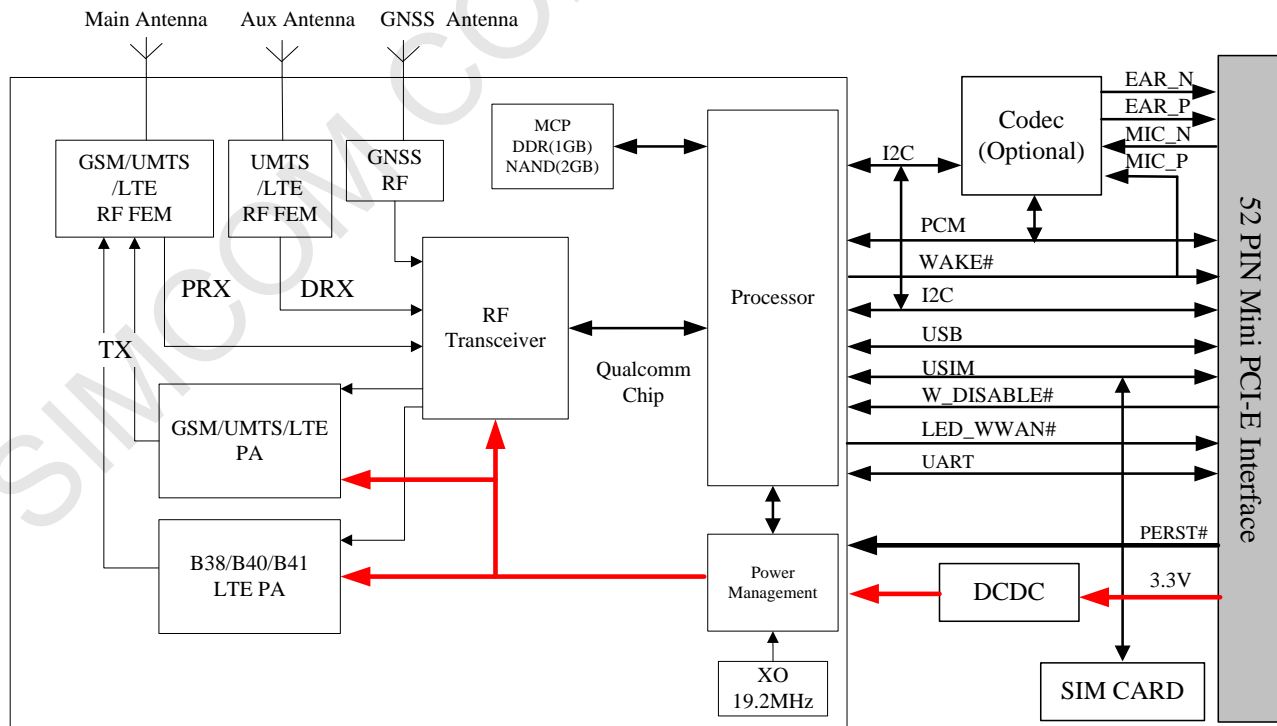 Main Antenna
Aux Antenna
GNSS Antenna
GSM/UMTS
/LTE
RF FEM
UMTS
/LTE
RF FEM
GNSS
RF
MCP
DDR(1GB)
NAND(2GB)
Processor
Codec
(Optional)
EAR_N
EAR_P
MIC_N
MIC_P
I2C
PCM
WAKE#
I2C
USB
USIM
W_DISABLE#
LED_WWAN#
UART
PERST#
3.3V
52 PIN Mini PCI-E Interface
PRX
DRX
TX
RF
Transceiver
Qualcomm
Chip
GSM/UMTS/LTE
PA
B38/B40/B41
LTE PA
Power
Management
DCDC
XO
19.2MHz
SIM CARD
SIMCOM CO